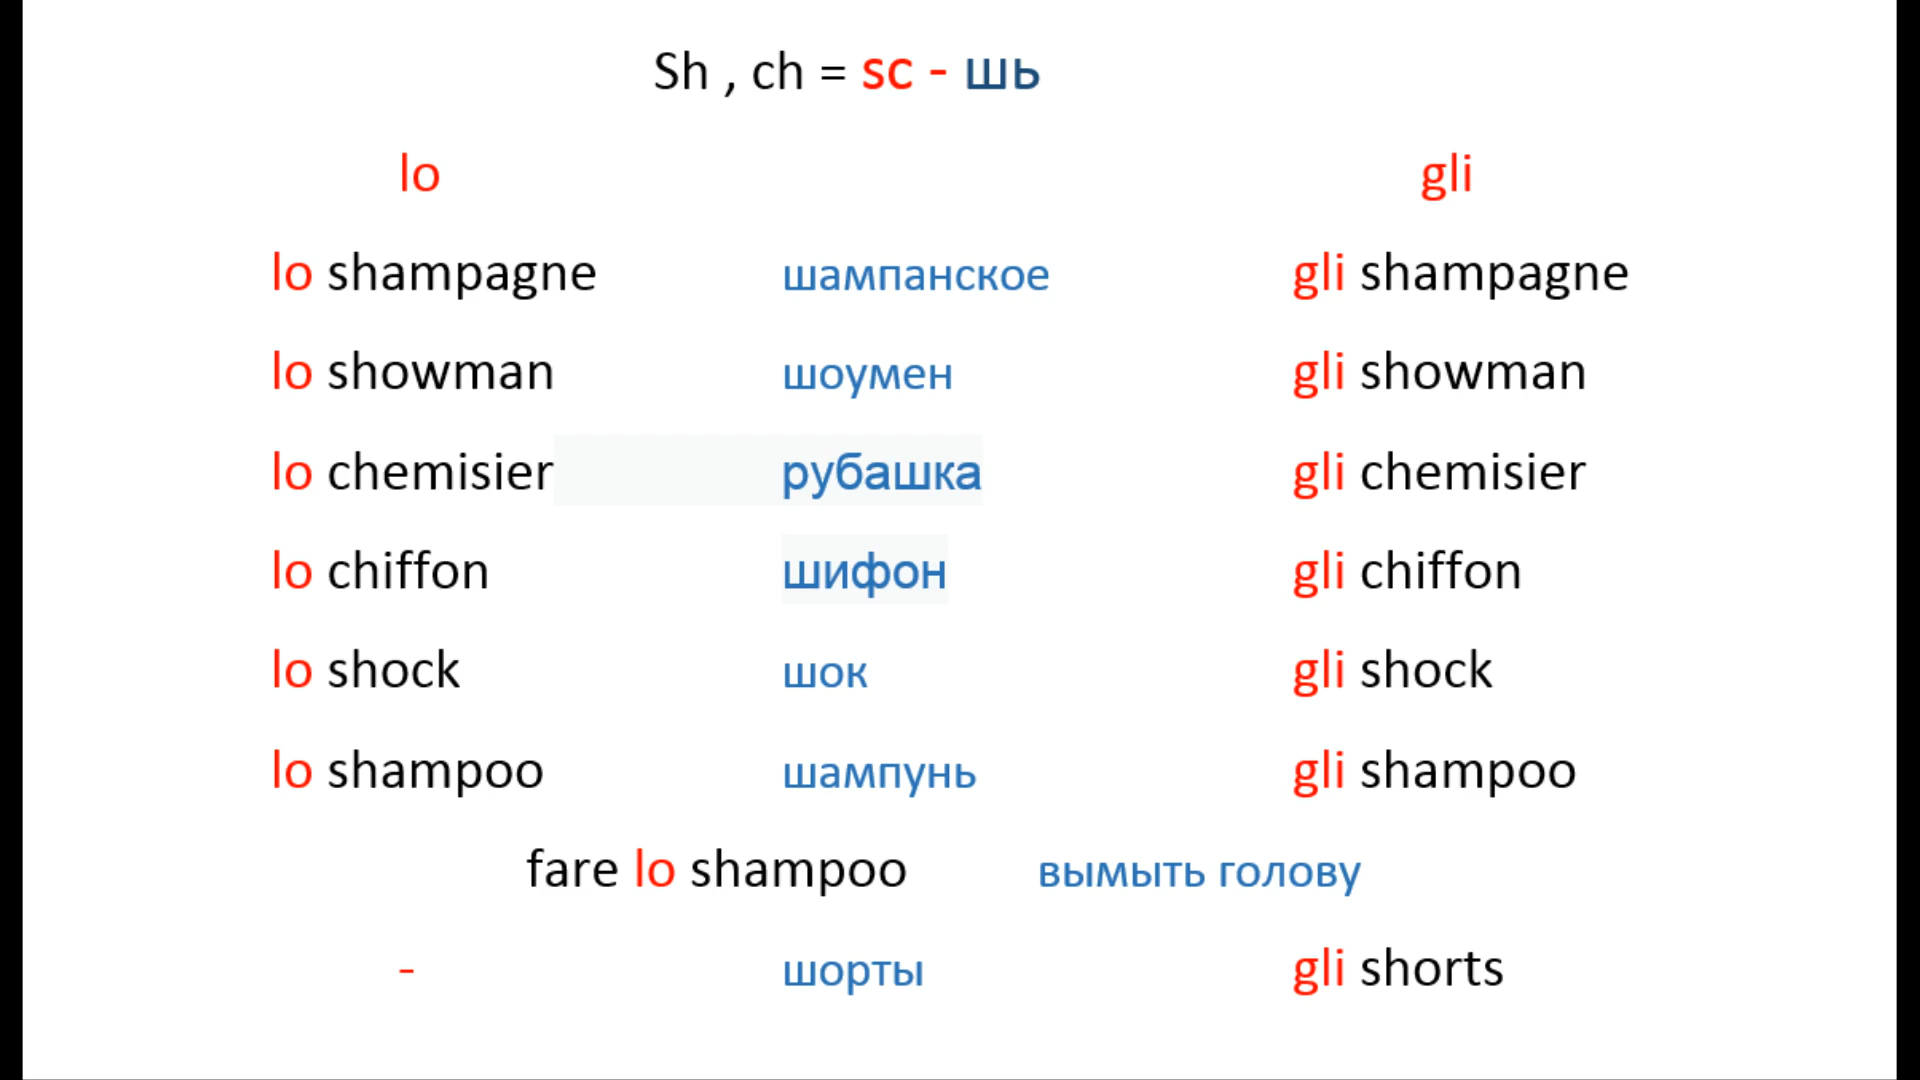 Sh , ch = sc - шь
lo gli
lo shampagne шампанское gli shampagne
lo showman шоумен gli showman
lo chemisier рубашка gli chemisier
lo chiffon шифон gli chiffon
lo shock шок gli shock
lo shampoo шампунь gli shampoo
fare lo shampoo вымыть голову
- шорты gli shorts